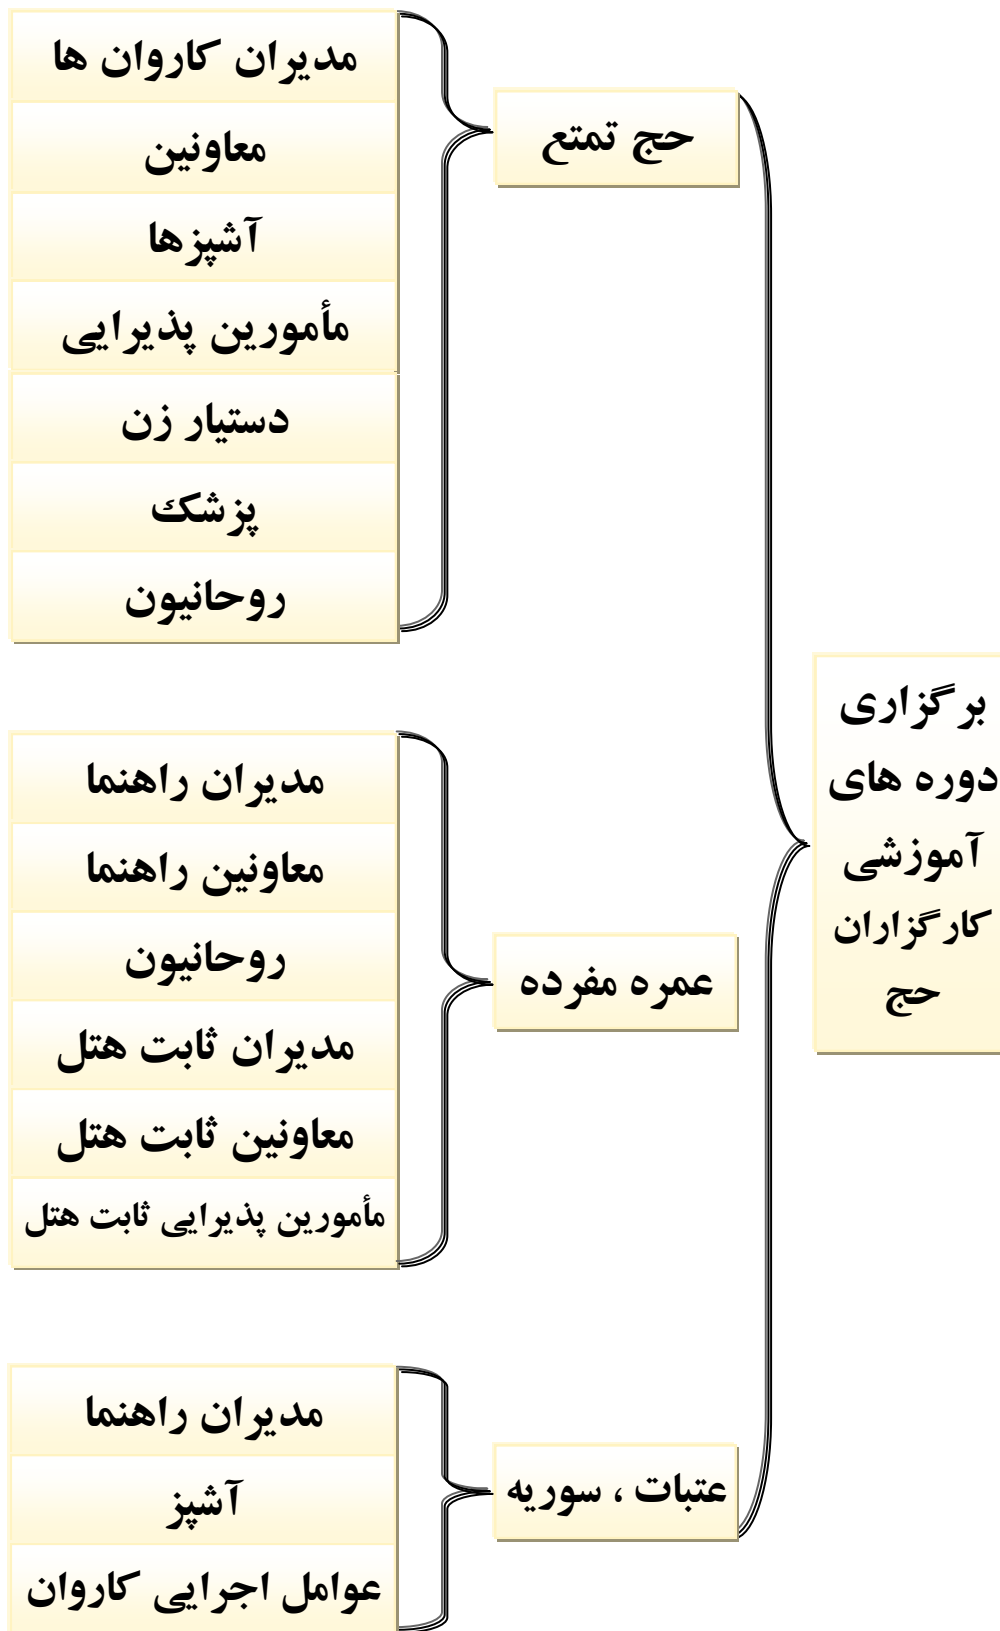 برگزاری
دوره های
آموزشی
کارگزاران
حج
حج تمتع
مدیران کاروان ها
معاونین
آشپزها
مأمورین پذیرایی
دستیار زن
پزشک
روحانیون
عمره مفرده
مدیران راهنما
معاونین راهنما
روحانیون
مدیران ثابت هتل
معاونین ثابت هتل
مأمورین پذیرایی ثابت هتل
عتبات ، سوریه
مدیران راهنما
آشپز
عوامل اجرایی کاروان